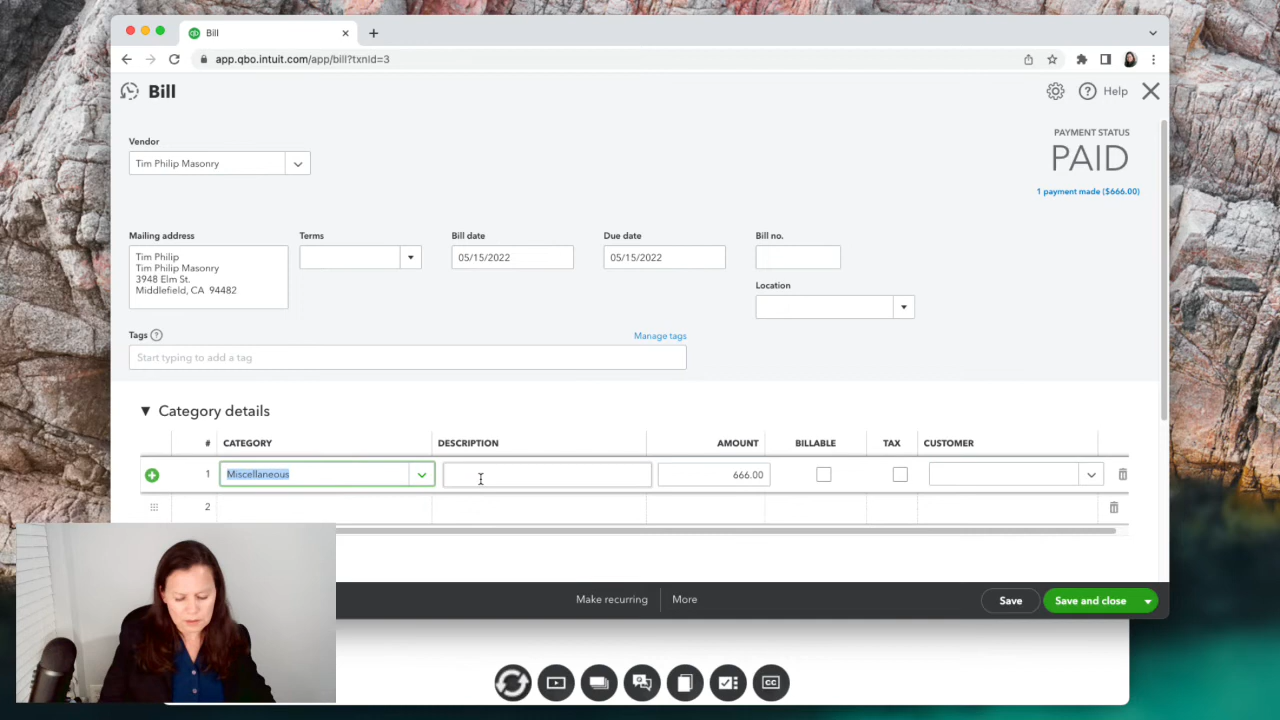 Bill
app.qbo.intuit.com/app/bill?txnId=3
Bill
Help
Vendor
Tim Philip Masonry
PAYMENT STATUS
PAID
1 payment made ($666.00)
Mailing address
Tim Philip
Tim Philip Masonry
3948 Elm St.
Middlefield, CA 94482
Terms
Bill date
05/15/2022
Due date
05/15/2022
Bill no.
Location
Tags ?
Manage tags
Start typing to add a tag
Category details
# CATEGORY DESCRIPTION AMOUNT BILLABLE TAX CUSTOMER
1 Miscellaneous 666.00
2
Make recurring
More
Save
Save and close
CC